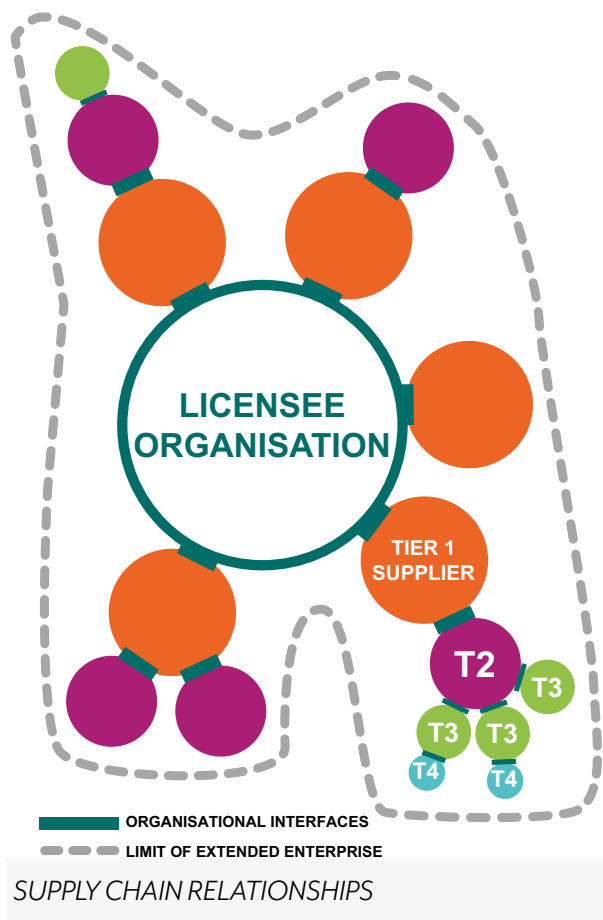 LICENSEE
ORGANISATION
TIER 1
SUPPLIER
T2
T3
T3
T3
T4
T4
ORGANISATIONAL INTERFACES
LIMIT OF EXTENDED ENTERPRISE
SUPPLY CHAIN RELATIONSHIPS